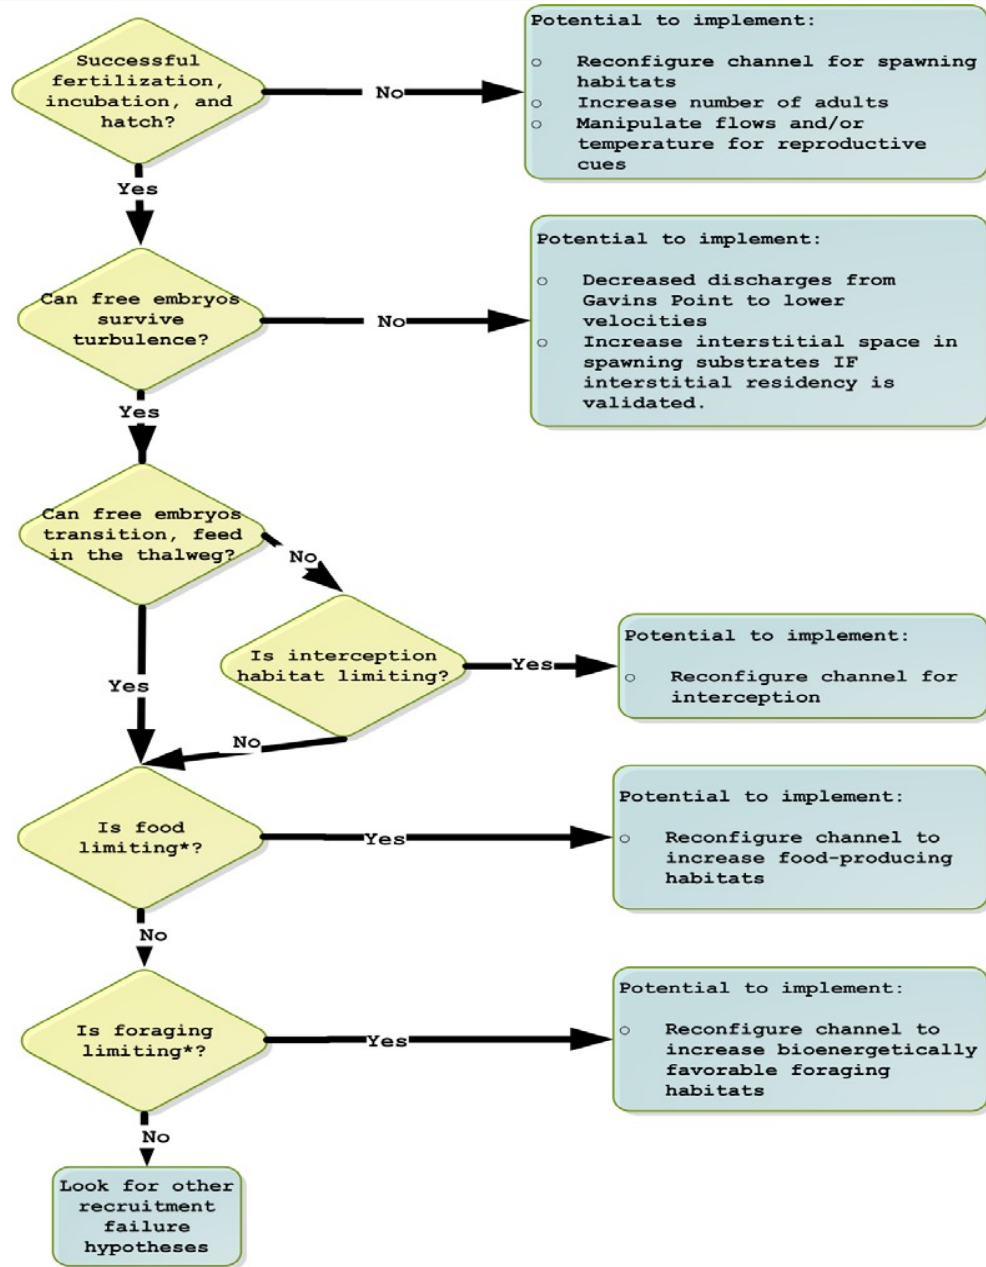 Successful
fertilization,
incubation, and
hatch?
No
Potential to implement:
○ Reconfigure channel for spawning
habitats
○ Increase number of adults
○ Manipulate flows and/or
temperature for reproductive
cues
Yes
Can free embryos
survive
turbulence?
No
Potential to implement:
○ Decreased discharges from
Gavins Point to lower
velocities
○ Increase interstitial space in
spawning substrates IF
interstitial residency is
validated.
Yes
Can free embryos
transition, feed
in the thalweg?
No
Is interception
habitat limiting?
Yes
Potential to implement:
○ Reconfigure channel for
interception
Yes
No
Is food
limiting*?
Yes
Potential to implement:
○ Reconfigure channel to
increase food-producing
habitats
No
Is foraging
limiting*?
Yes
Potential to implement:
○ Reconfigure channel to
increase bioenergetically
favorable foraging
habitats
No
Look for other
recruitment
failure
hypotheses